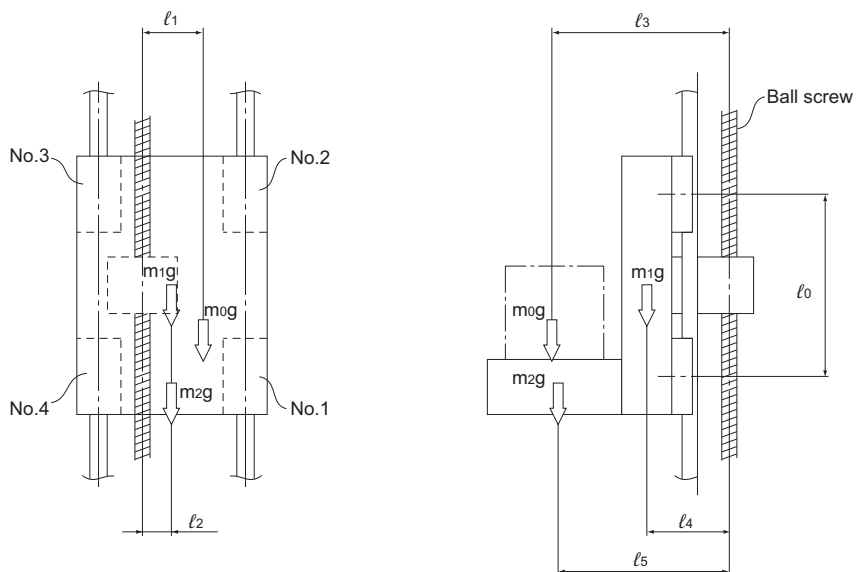 ℓ1
ℓ3
Ball screw
No.3
No.2
m1g
m1g
ℓ0
m0g
m0g
m2g
m2g
No.4
No.1
ℓ2
ℓ4
ℓ5